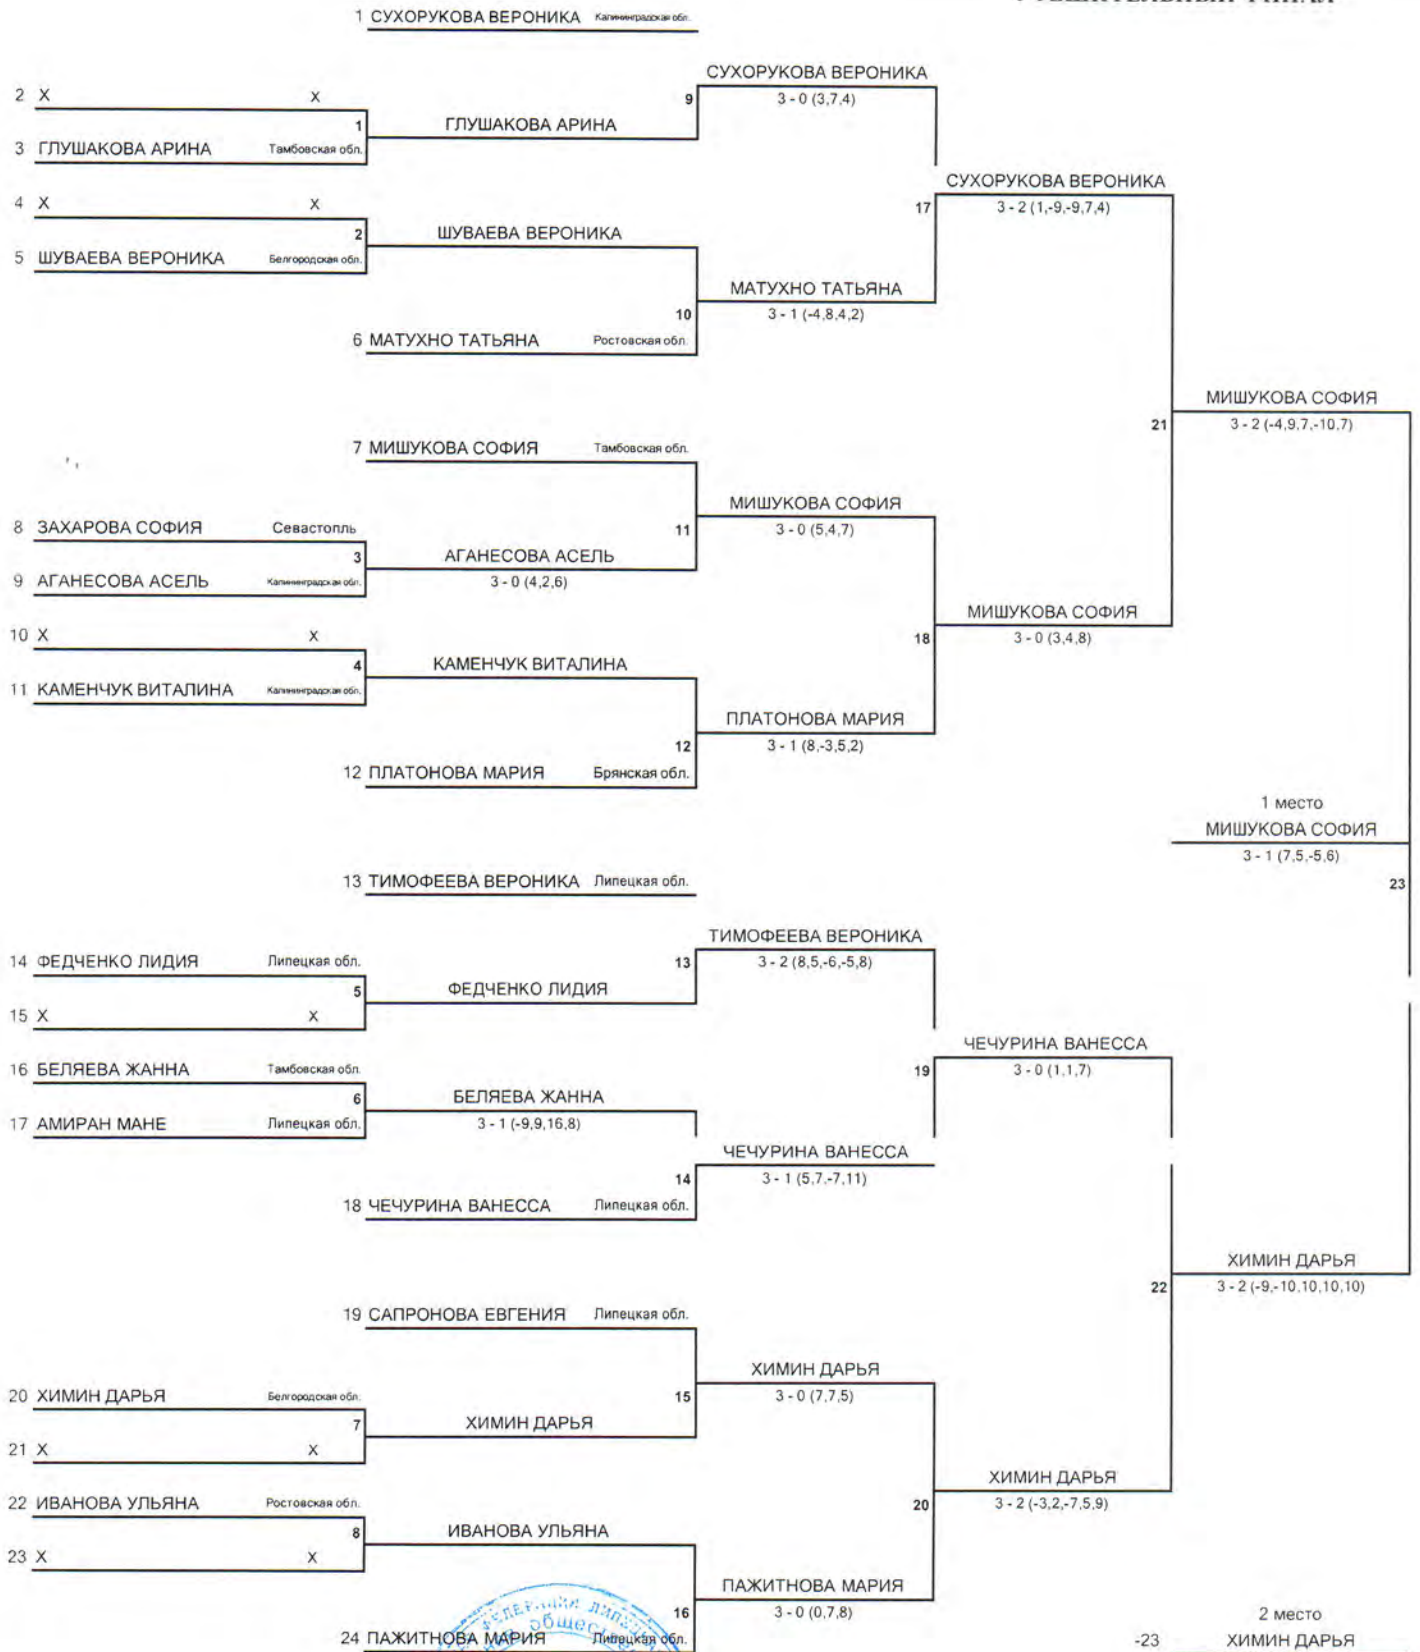 1 СУХОРУКОВА ВЕРОНИКА Калининградская обл.
СУХОРУКОВА ВЕРОНИКА
2 X X
9 3 - 0 (3,7,4)
1 ГЛУШАКОВА АРИНА
3 ГЛУШАКОВА АРИНА Тамбовская обл.
СУХОРУКОВА ВЕРОНИКА
4 X X
17 3 - 2 (1,-9,-9,7,4)
2 ШУВАЕВА ВЕРОНИКА
5 ШУВАЕВА ВЕРОНИКА Белгородская обл.
МАТУХНО ТАТЬЯНА
10 3 - 1 (-4,8,4,2)
6 МАТУХНО ТАТЬЯНА Ростовская обл.
МИШУКОВА СОФИЯ
21 3 - 2 (-4,9,7,-10,7)
7 МИШУКОВА СОФИЯ Тамбовская обл.
МИШУКОВА СОФИЯ
8 ЗАХАРОВА СОФИЯ Севастопль
11 3 - 0 (5,4,7)
3 АГАНЕСОВА АСЕЛЬ
9 АГАНЕСОВА АСЕЛЬ Калининградская обл.
3 - 0 (4,2,6)
МИШУКОВА СОФИЯ
10 X X
18 3 - 0 (3,4,8)
4 КАМЕНЧУК ВИТАЛИНА
11 КАМЕНЧУК ВИТАЛИНА Калининградская обл.
ПЛАТОНОВА МАРИЯ
12 3 - 1 (8,-3,5,2)
12 ПЛАТОНОВА МАРИЯ Брянская обл.
1 место
МИШУКОВА СОФИЯ
3 - 1 (7,5,-5,6)
23
13 ТИМОФЕЕВА ВЕРОНИКА Липецкая обл.
ТИМОФЕЕВА ВЕРОНИКА
14 ФЕДЧЕНКО ЛИДИЯ Липецкая обл.
13 3 - 2 (8,5,-6,-5,8)
5 ФЕДЧЕНКО ЛИДИЯ
15 X X
ЧЕЧУРИНА ВАНЕССА
16 БЕЛЯЕВА ЖАННА Тамбовская обл.
19 3 - 0 (1,1,7)
6 БЕЛЯЕВА ЖАННА
17 АМИРАН МАНЕ Липецкая обл.
3 - 1 (-9,9,16,8)
ЧЕЧУРИНА ВАНЕССА
14 3 - 1 (5,7,-7,11)
18 ЧЕЧУРИНА ВАНЕССА Липецкая обл.
ХИМИН ДАРЬЯ
22 3 - 2 (-9,-10,10,10,10)
19 САПРОНОВА ЕВГЕНИЯ Липецкая обл.
ХИМИН ДАРЬЯ
20 ХИМИН ДАРЬЯ Белгородская обл.
15 3 - 0 (7,7,5)
7 ХИМИН ДАРЬЯ
21 X X
ХИМИН ДАРЬЯ
22 ИВАНОВА УЛЬЯНА Ростовская обл.
20 3 - 2 (-3,2,-7,5,9)
8 ИВАНОВА УЛЬЯНА
23 X X
ПАЖИТНОВА МАРИЯ
16 3 - 0 (0,7,8)
2 место
24 ПАЖИТНОВА МАРИЯ Липецкая обл.
-23 ХИМИН ДАРЬЯ